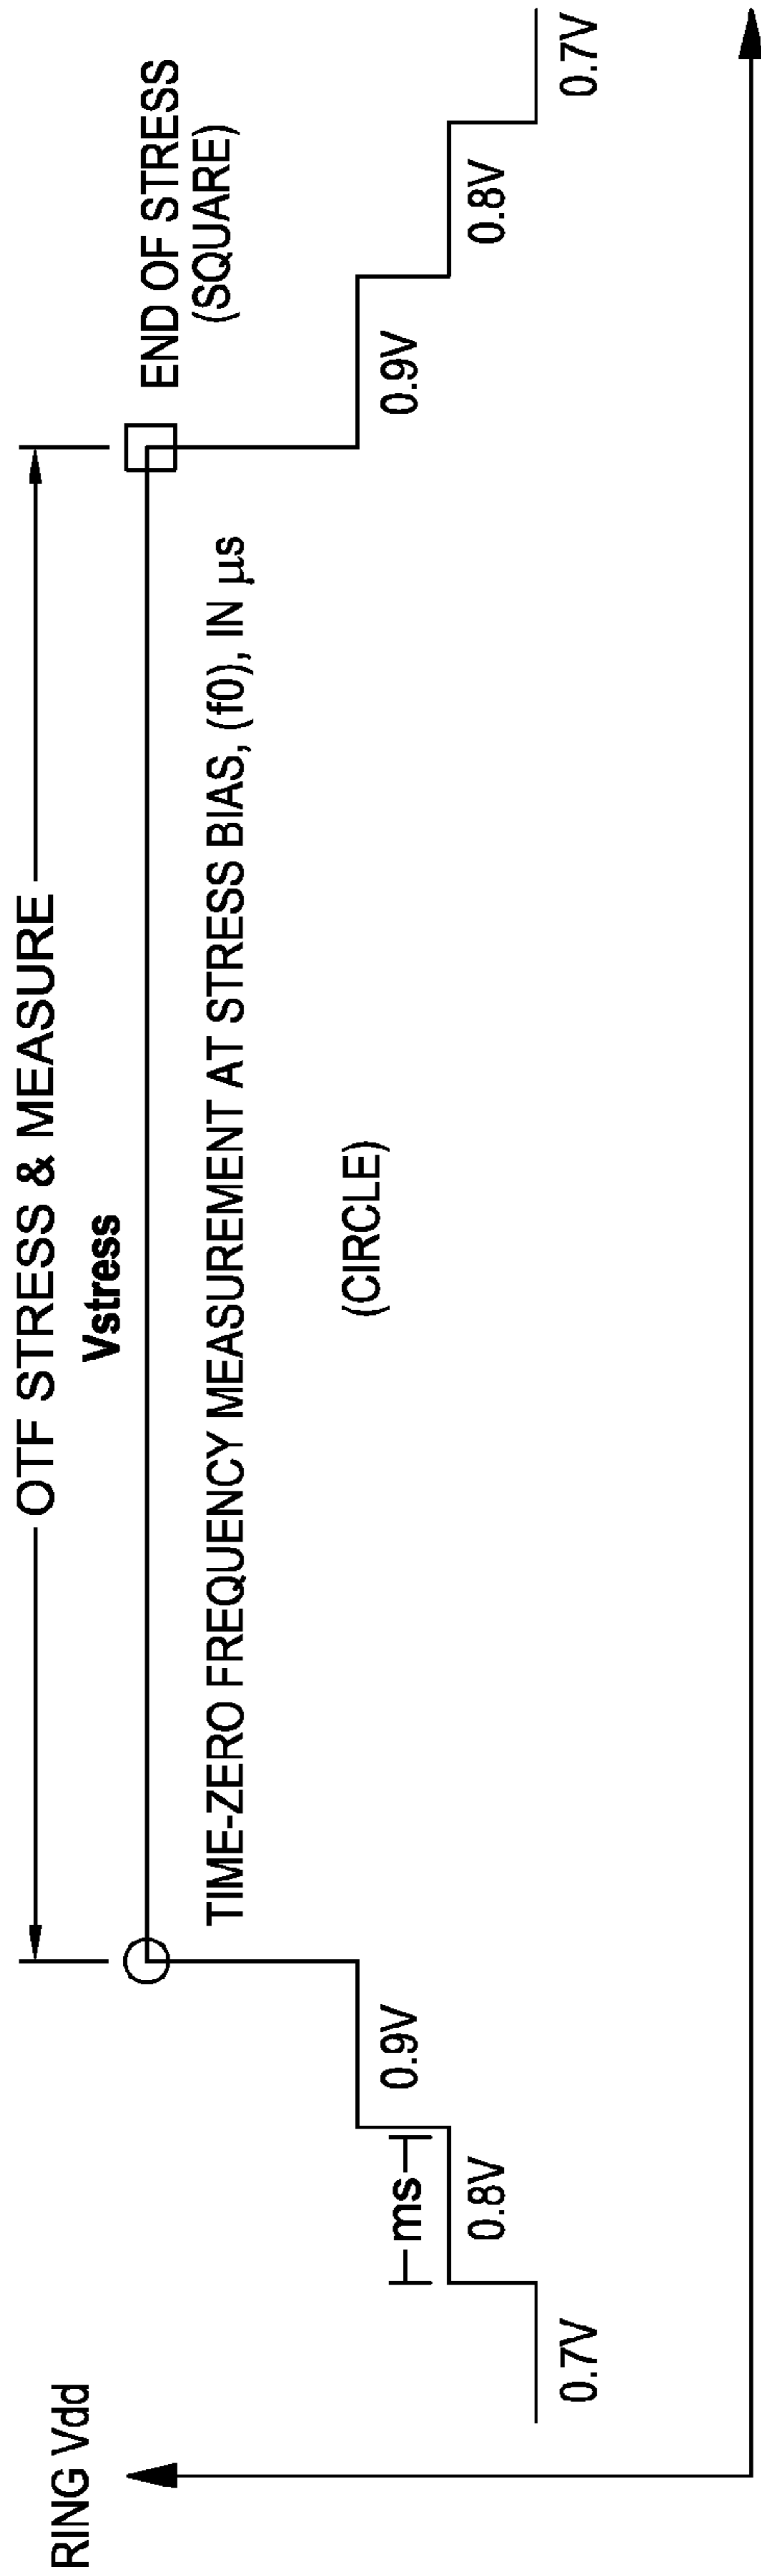 RING Vdd
OTF STRESS & MEASURE
Vstress
END OF STRESS
(SQUARE)
TIME-ZERO FREQUENCY MEASUREMENT AT STRESS BIAS, (f0), IN µs
(CIRCLE)
0.7V
0.8V
ms
0.9V
0.9V
0.8V
0.7V